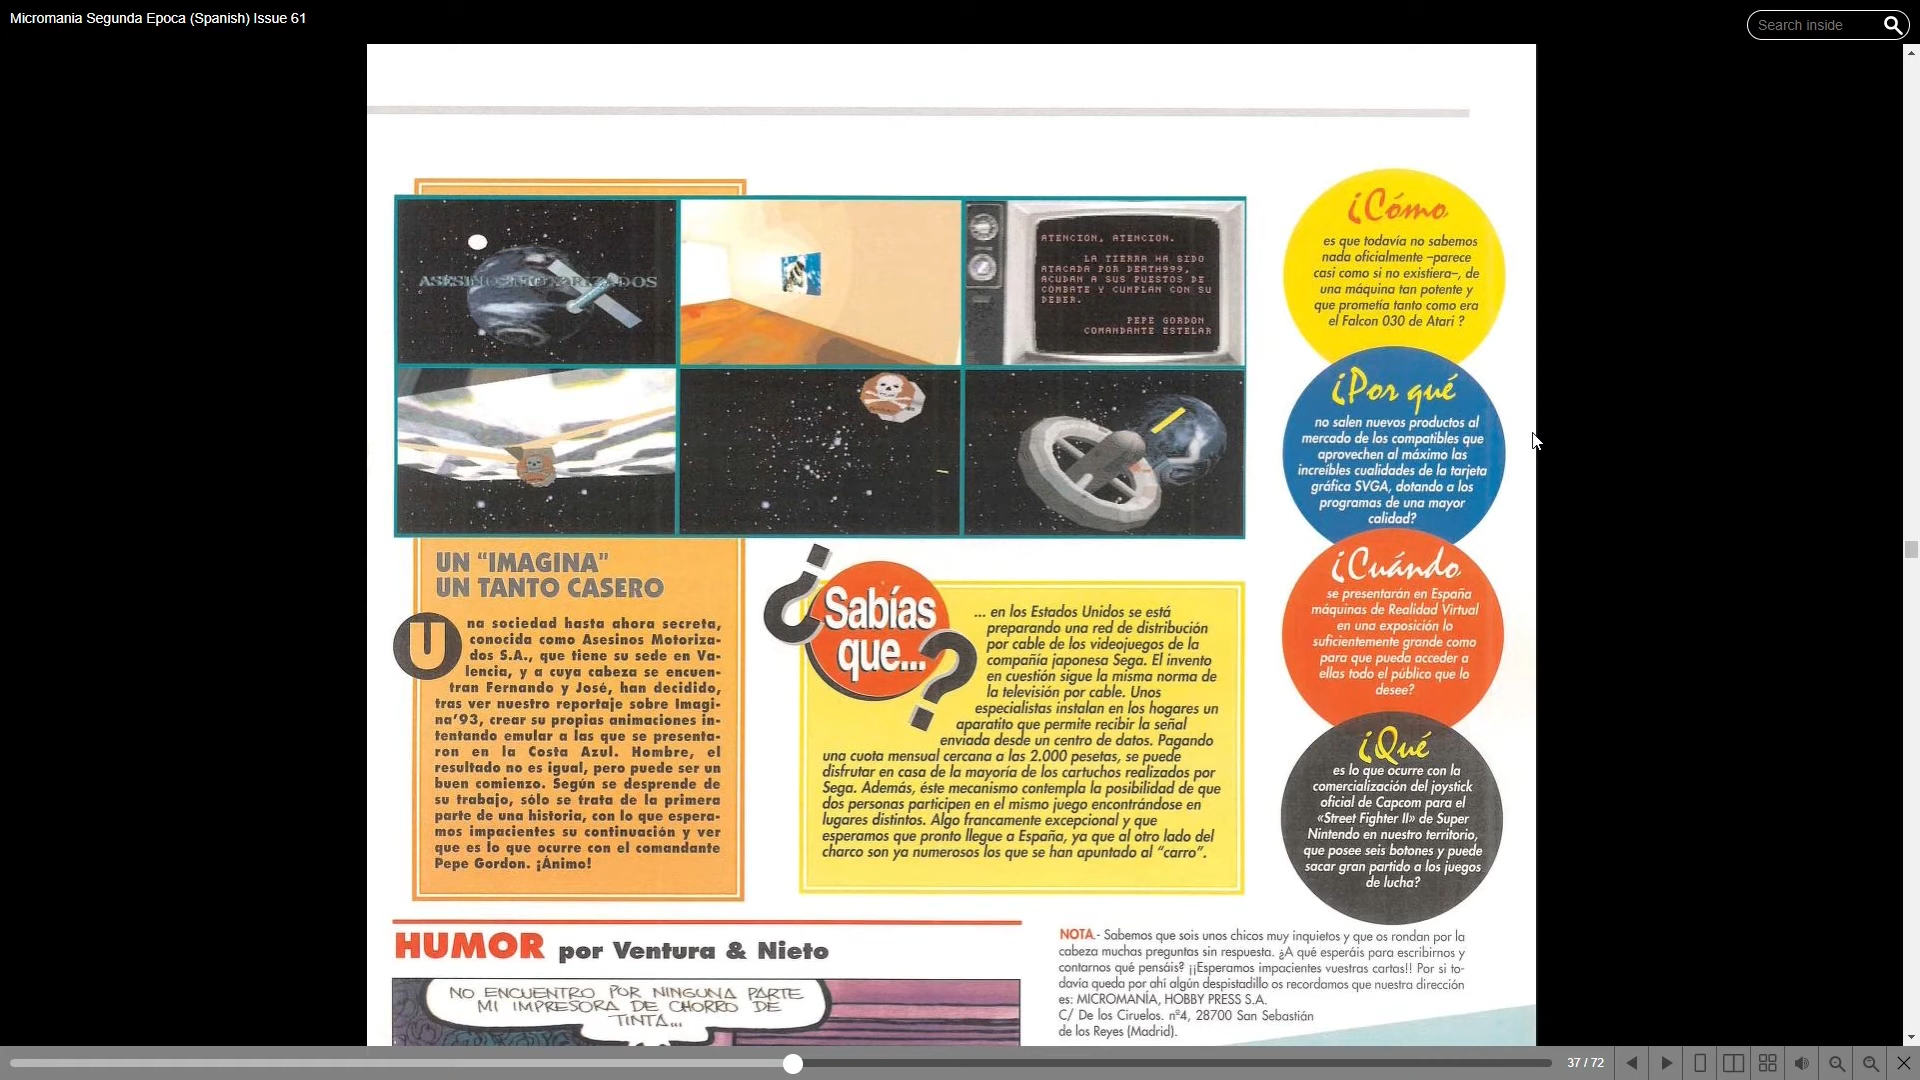 Micromania Segunda Epoca (Spanish) Issue 61
Search inside
ASESINOS MOTORIZADOS
ATENCION, ATENCION.
LA TIERRA HA SIDO
ATACADA POR DEATH999,
ACUDAN A SUS PUESTOS DE
COMBATE Y CUMPLAN CON SU
DEBER.
PEPE GORDON
COMANDANTE ESTELAR
UN “IMAGINA”
UN TANTO CASERO
Una sociedad hasta ahora secreta,
conocida como Asesinos Motoriza-
dos S.A., que tiene su sede en Va-
lencia, y a cuya cabeza se encuen-
tran Fernando y José, han decidido,
tras ver nuestro reportaje sobre Imagi-
na’93, crear su propias animaciones in-
tentando emular a las que se presenta-
ron en la Costa Azul. Hombre, el
resultado no es igual, pero puede ser un
buen comienzo. Según se desprende de
su trabajo, sólo se trata de la primera
parte de una historia, con lo que espera-
mos impacientes su continuación y ver
que es lo que ocurre con el comandante
Pepe Gordon. ¡Ánimo!
¿Sabías
que...?
... en los Estados Unidos se está
preparando una red de distribución
por cable de los videojuegos de la
compañía japonesa Sega. El invento
en cuestión sigue la misma norma de
la televisión por cable. Unos
especialistas instalan en los hogares un
aparatito que permite recibir la señal
enviada desde un centro de datos. Pagando
una cuota mensual cercana a las 2.000 pesetas, se puede
disfrutar en casa de la mayoría de los cartuchos realizados por
Sega. Además, éste mecanismo contempla la posibilidad de que
dos personas participen en el mismo juego encontrándose en
lugares distintos. Algo francamente excepcional y que
esperamos que pronto llegue a España, ya que al otro lado del
charco son ya numerosos los que se han apuntado al “carro”.
¿Cómo
es que todavía no sabemos
nada oficialmente –parece
casi como si no existiera–, de
una máquina tan potente y
que prometía tanto como era
el Falcon 030 de Atari ?
¿Por qué
no salen nuevos productos al
mercado de los compatibles que
aprovechen al máximo las
increíbles cualidades de la tarjeta
gráfica SVGA, dotando a los
programas de una mayor
calidad?
¿Cuándo
se presentarán en España
máquinas de Realidad Virtual
en una exposición lo
suficientemente grande como
para que pueda acceder a
ellas todo el público que lo
desee?
¿Qué
es lo que ocurre con la
comercialización del joystick
oficial de Capcom para el
«Street Fighter II» de Super
Nintendo en nuestro territorio,
que posee seis botones y puede
sacar gran partido a los juegos
de lucha?
HUMOR por Ventura & Nieto
NO ENCUENTRO POR NINGUNA PARTE
MI IMPRESORA DE CHORRO DE
TINTA...
NOTA.- Sabemos que sois unos chicos muy inquietos y que os rondan por la
cabeza muchas preguntas sin respuesta. ¿A qué esperáis para escribirnos y
contarnos qué pensáis? ¡¡Esperamos impacientes vuestras cartas!! Por si to-
davía queda por ahí algún despistadillo os recordamos que nuestra dirección
es: MICROMANÍA, HOBBY PRESS S.A.
C/ De los Ciruelos. nº4, 28700 San Sebastián
de los Reyes (Madrid).
37 / 72